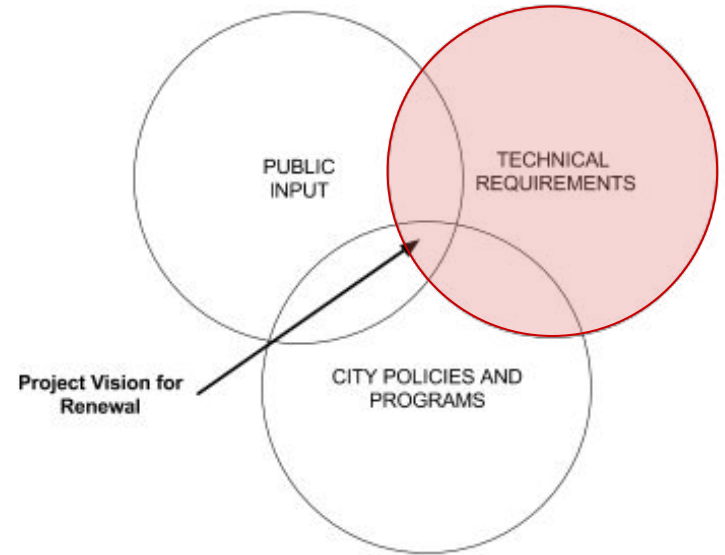 PUBLIC
INPUT
TECHNICAL
REQUIREMENTS
Project Vision for
Renewal
CITY POLICIES AND
PROGRAMS